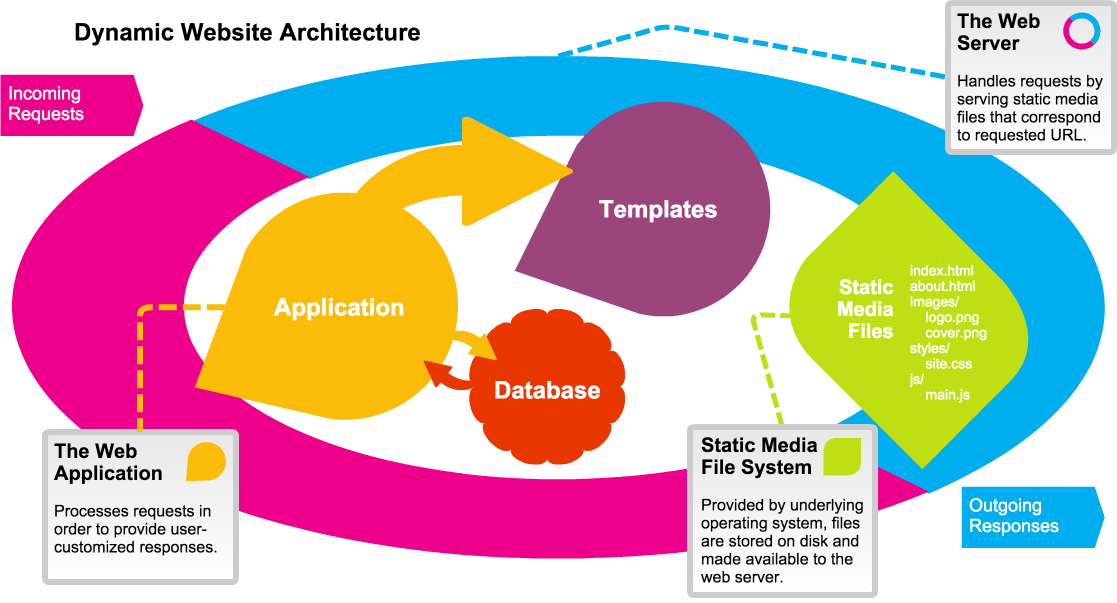 Dynamic Website Architecture
The Web
Server
Handles requests by
serving static media
files that correspond
to requested URL.
Incoming
Requests
Templates
Application
Static
Media
Files
index.html
about.html
images/
logo.png
cover.png
styles/
site.css
js/
main.js
Database
The Web
Application
Processes requests in
order to provide user-
customized responses.
Static Media
File System
Provided by underlying
operating system, files
are stored on disk and
made available to the
web server.
Outgoing
Responses